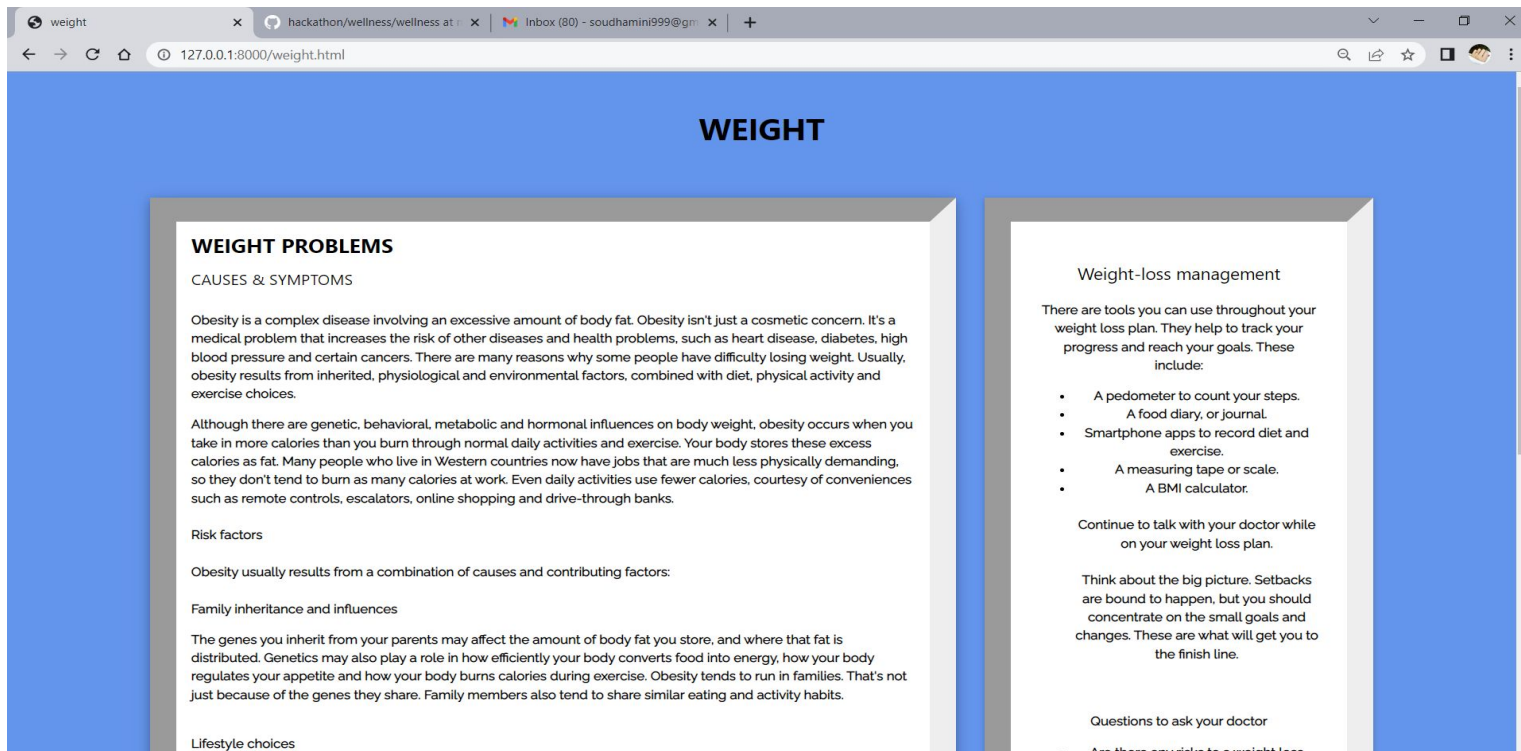 weight
hackathon/wellness/wellness at
Inbox (80) - soudhamini999@gm
127.0.0.1:8000/weight.html
WEIGHT
WEIGHT PROBLEMS
CAUSES & SYMPTOMS
Obesity is a complex disease involving an excessive amount of body fat. Obesity isn't just a cosmetic concern. It's a
medical problem that increases the risk of other diseases and health problems, such as heart disease, diabetes, high
blood pressure and certain cancers. There are many reasons why some people have difficulty losing weight. Usually,
obesity results from inherited, physiological and environmental factors, combined with diet, physical activity and
exercise choices.
Although there are genetic, behavioral, metabolic and hormonal influences on body weight, obesity occurs when you
take in more calories than you burn through normal daily activities and exercise. Your body stores these excess
calories as fat. Many people who live in Western countries now have jobs that are much less physically demanding,
so they don't tend to burn as many calories at work. Even daily activities use fewer calories, courtesy of conveniences
such as remote controls, escalators, online shopping and drive-through banks.
Risk factors
Obesity usually results from a combination of causes and contributing factors:
Family inheritance and influences
The genes you inherit from your parents may affect the amount of body fat you store, and where that fat is
distributed. Genetics may also play a role in how efficiently your body converts food into energy, how your body
regulates your appetite and how your body burns calories during exercise. Obesity tends to run in families. That's not
just because of the genes they share. Family members also tend to share similar eating and activity habits.
Lifestyle choices
Weight-loss management
There are tools you can use throughout your
weight loss plan. They help to track your
progress and reach your goals. These
include:
• A pedometer to count your steps.
• A food diary, or journal.
• Smartphone apps to record diet and
exercise.
• A measuring tape or scale.
• A BMI calculator.
Continue to talk with your doctor while
on your weight loss plan.
Think about the big picture. Setbacks
are bound to happen, but you should
concentrate on the small goals and
changes. These are what will get you to
the finish line.
Questions to ask your doctor
Are there any risks to a weight loss